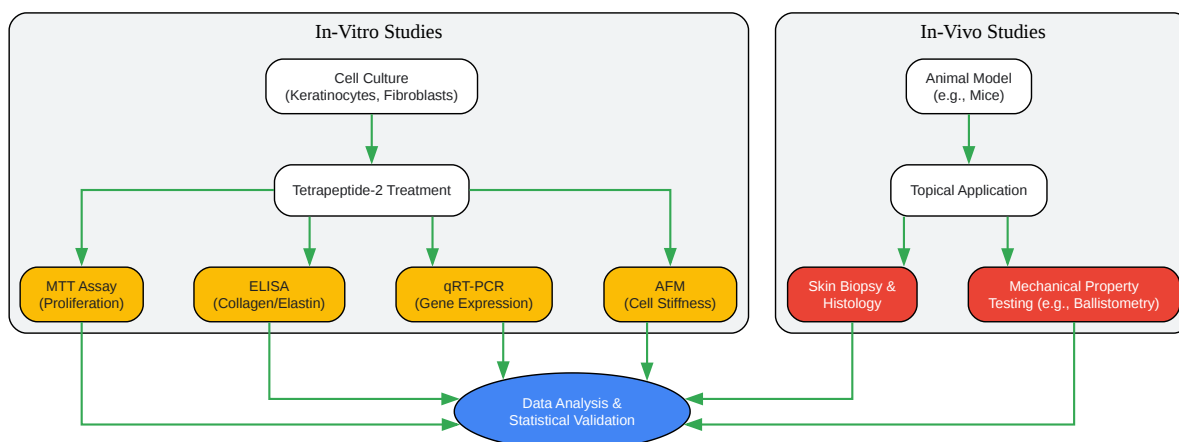 In-Vitro Studies
Cell Culture
(Keratinocytes, Fibroblasts)
Tetrapeptide-2 Treatment
MTT Assay
(Proliferation)
ELISA
(Collagen/Elastin)
qRT-PCR
(Gene Expression)
AFM
(Cell Stiffness)
In-Vivo Studies
Animal Model
(e.g., Mice)
Topical Application
Skin Biopsy &
Histology
Mechanical Property
Testing (e.g., Ballistometry)
Data Analysis &
Statistical Validation